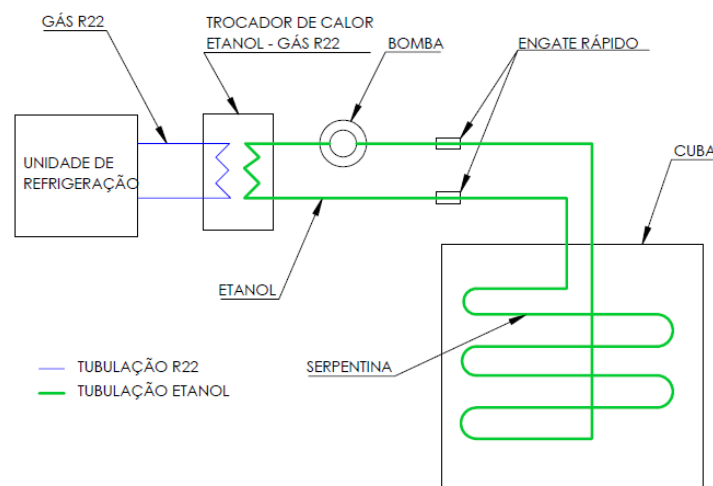 GÁS R22
TROCADOR DE CALOR
ETANOL - GÁS R22
BOMBA
ENGATE RÁPIDO
CUBA
UNIDADE DE
REFRIGERAÇÃO
ETANOL
SERPENTINA
TUBULAÇÃO R22
TUBULAÇÃO ETANOL